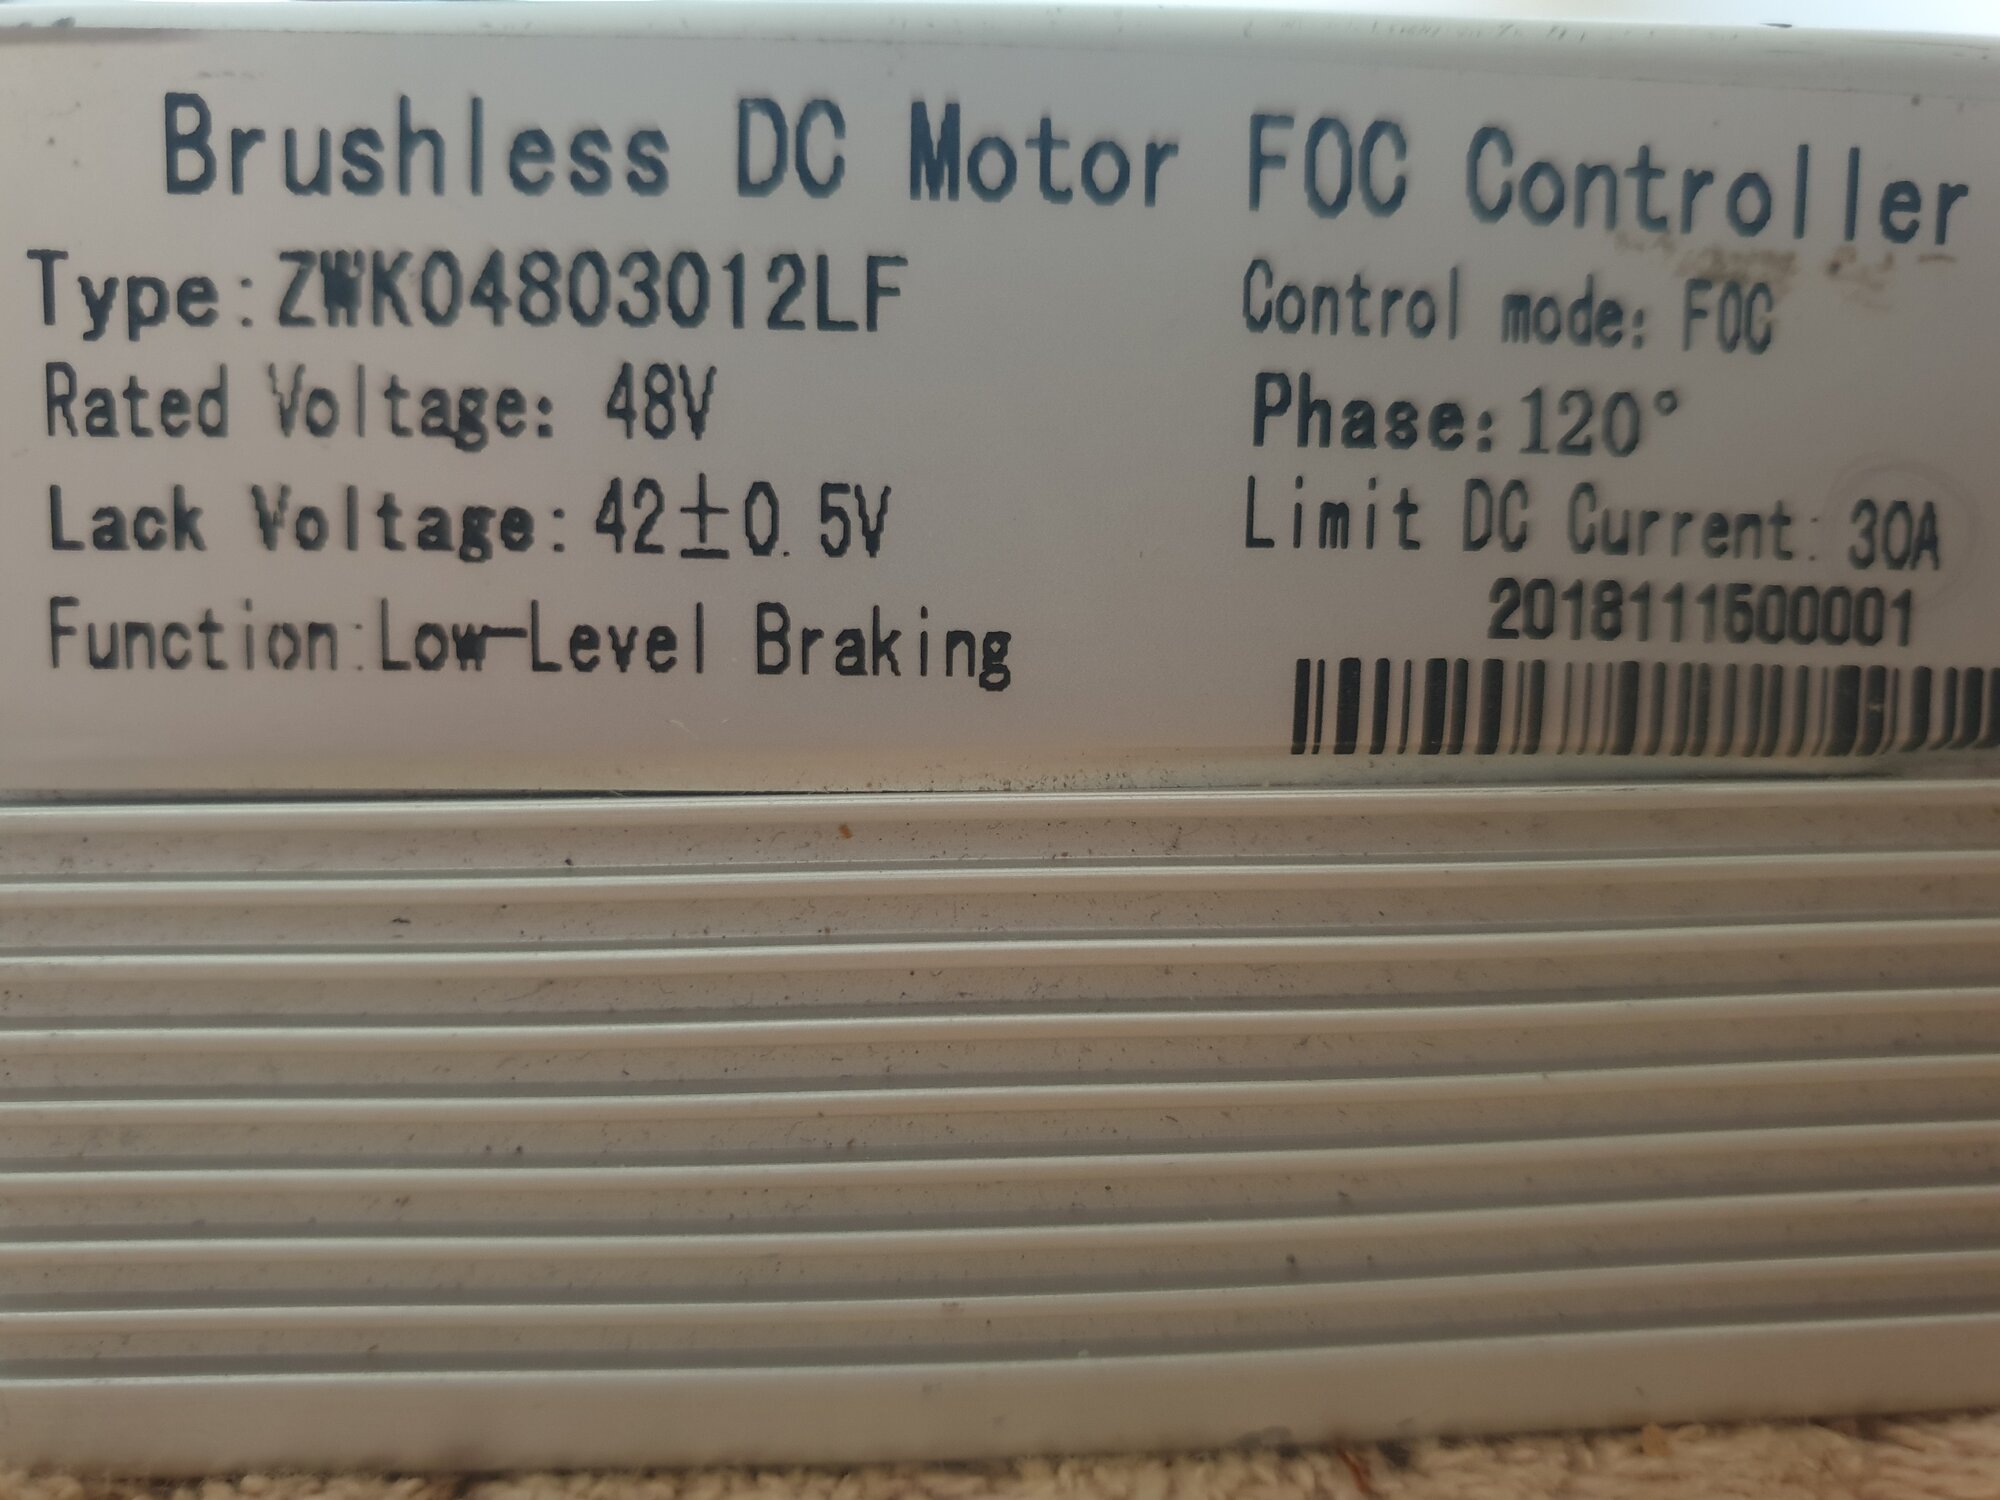 Brushless DC Motor FOC Controller
Type:ZWK04803012LF
Control mode: FOC
Rated Voltage: 48V
Phase:120°
Lack Voltage:42±0.5V
Limit DC Current: 30A
Function:Low-Level Braking
2018111500001